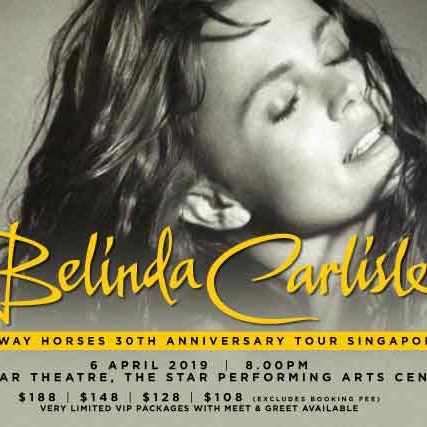 Belinda Carlisle
WAY HORSES 30TH ANNIVERSARY TOUR SINGAPOR
6 APRIL 2019 | 8.00PM
AR THEATRE, THE STAR PERFORMING ARTS CEN
$188 | $148 | $128 | $108 (EXCLUDES BOOKING FEE)
VERY LIMITED VIP PACKAGES WITH MEET & GREET AVAILABLE